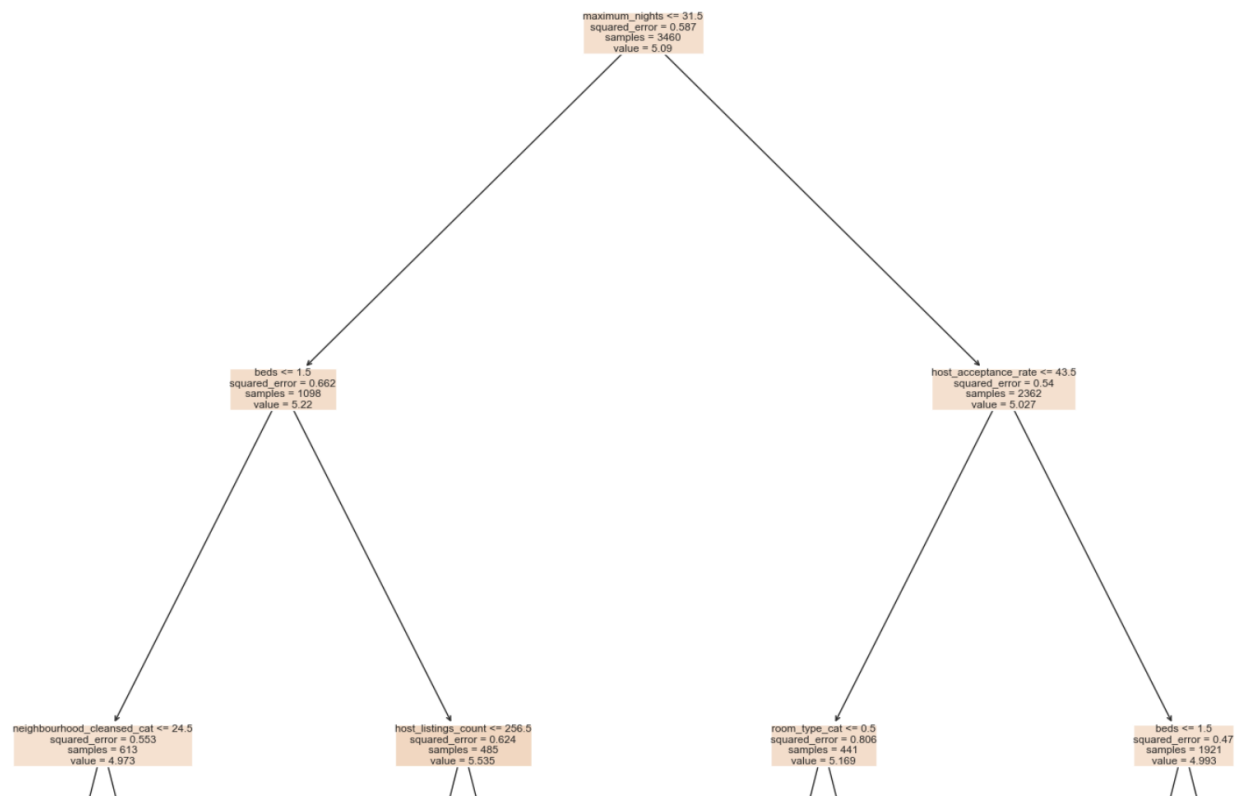 maximum_nights <= 31.5
squared_error = 0.587
samples = 3460
value = 5.09
beds <= 1.5
squared_error = 0.662
samples = 1098
value = 5.22
host_acceptance_rate <= 43.5
squared_error = 0.54
samples = 2362
value = 5.027
neighbourhood_cleansed_cat <= 24.5
squared_error = 0.553
samples = 613
value = 4.973
host_listings_count <= 256.5
squared_error = 0.624
samples = 485
value = 5.535
room_type_cat <= 0.5
squared_error = 0.806
samples = 441
value = 5.169
beds <= 1.5
squared_error = 0.47
samples = 1921
value = 4.993